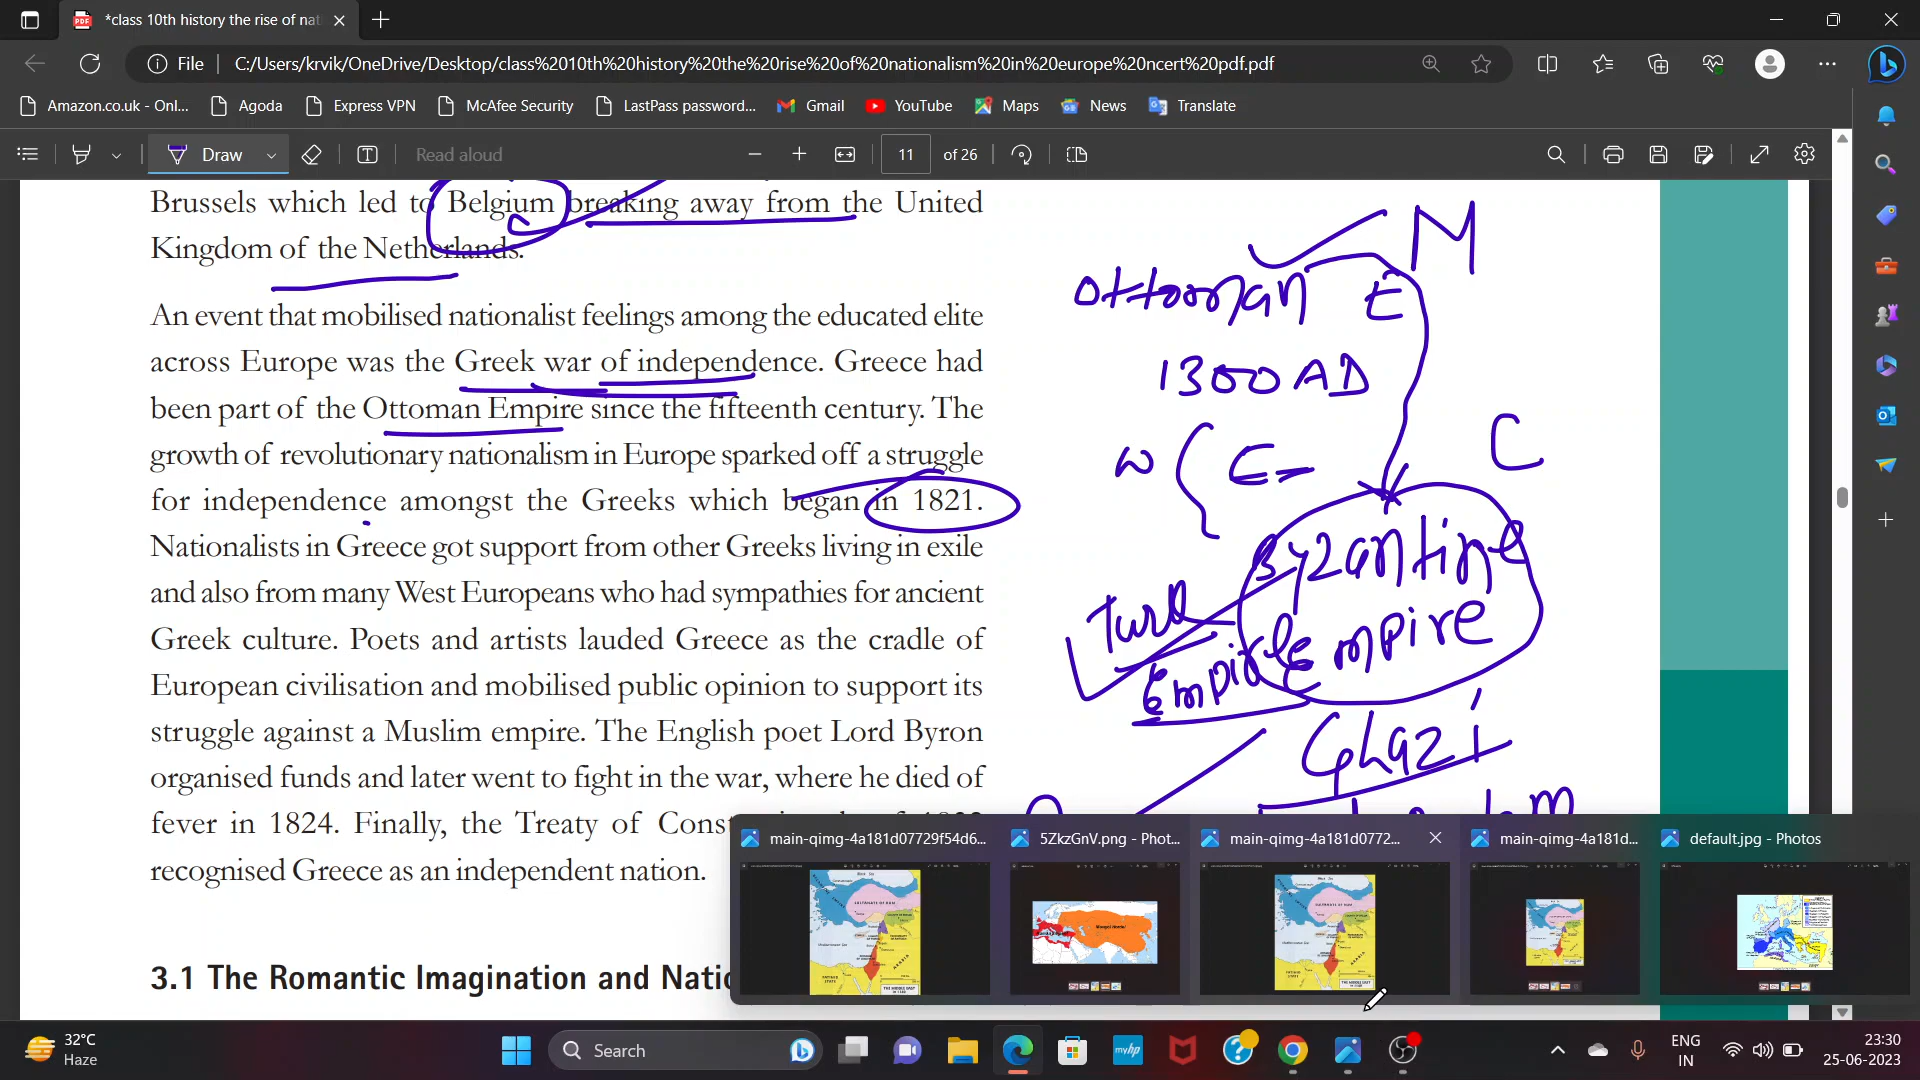 *class 10th history the rise of nat
File
C:/Users/krvik/OneDrive/Desktop/class%2010th%20history%20the%20rise%20of%20nationalism%20in%20europe%20ncert%20pdf.pdf
Amazon.co.uk - Onl...
Agoda
Express VPN
McAfee Security
LastPass password...
Gmail
YouTube
Maps
News
Translate
Draw
Read aloud
11 of 26
Brussels which led to Belgium breaking away from the United
Kingdom of the Netherlands.
An event that mobilised nationalist feelings among the educated elite
across Europe was the Greek war of independence. Greece had
been part of the Ottoman Empire since the fifteenth century. The
growth of revolutionary nationalism in Europe sparked off a struggle
for independence amongst the Greeks which began in 1821.
Nationalists in Greece got support from other Greeks living in exile
and also from many West Europeans who had sympathies for ancient
Greek culture. Poets and artists lauded Greece as the cradle of
European civilisation and mobilised public opinion to support its
struggle against a Muslim empire. The English poet Lord Byron
organised funds and later went to fight in the war, where he died of
fever in 1824. Finally, the Treaty of Const
recognised Greece as an independent nation.
3.1 The Romantic Imagination and Nati
M
Ottoman E
1300 AD
W { E
C
Byzantine
Empire
Turk
Empire
Ghazi
main-qimg-4a181d07729f54d6...
5ZkzGnV.png - Phot...
main-qimg-4a181d0772...
main-qimg-4a181d...
default.jpg - Photos
32°C
Haze
Search
myhp
ENG
IN
23:30
25-06-2023